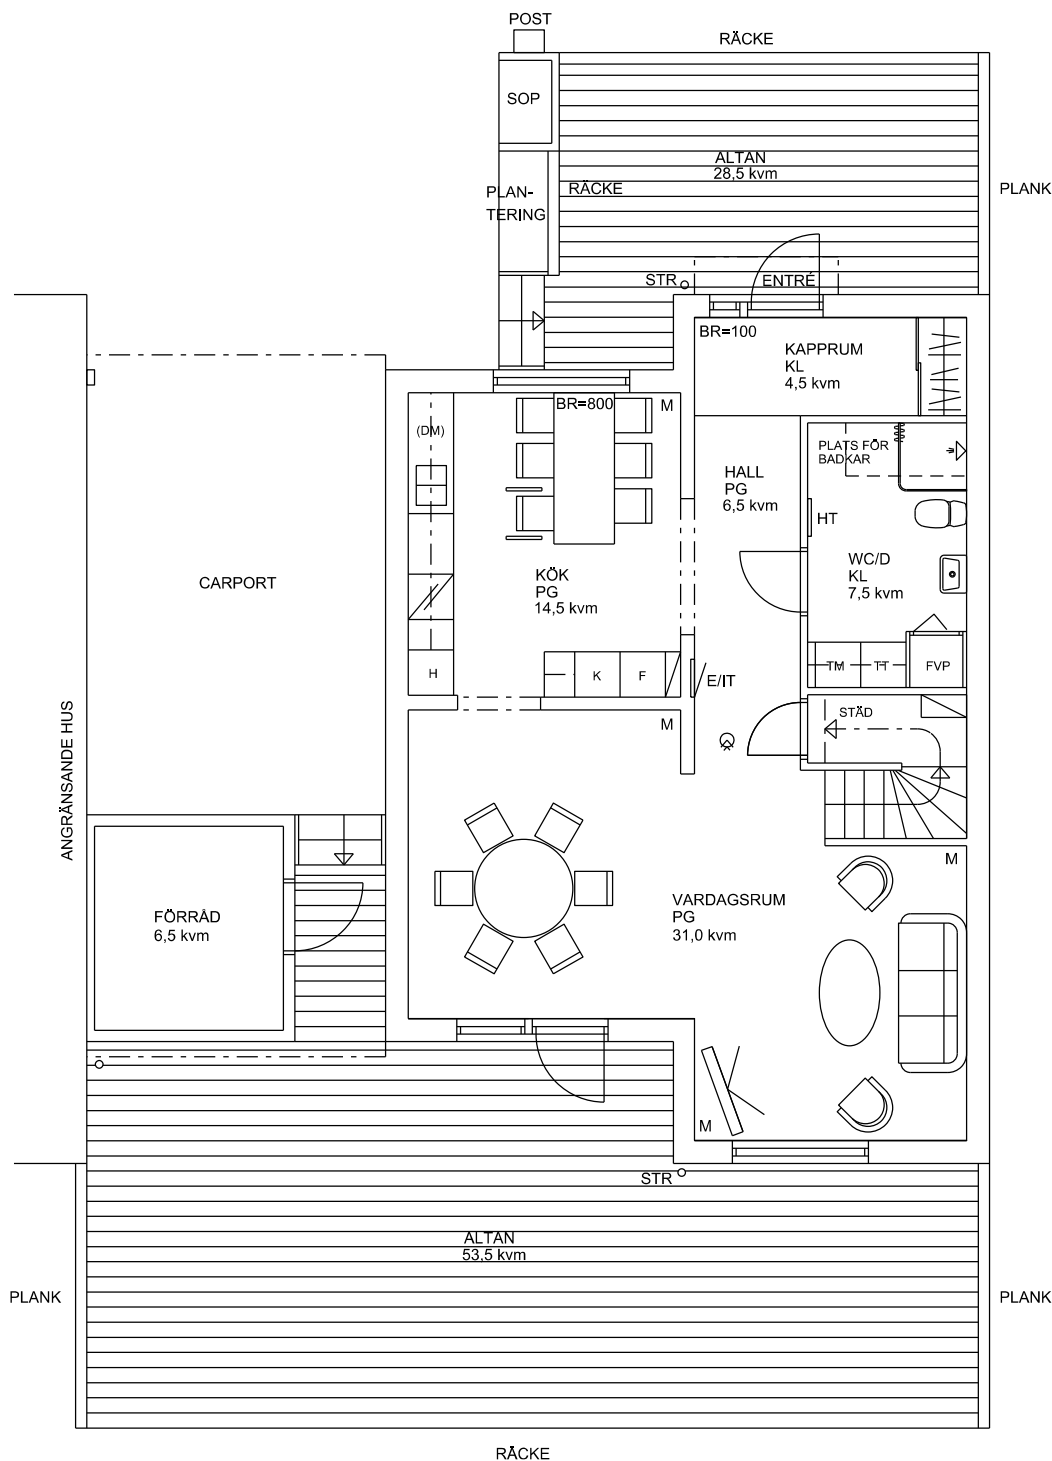 POST
RÄCKE
SOP
ALTAN
28,5 kvm
PLAN-
TERING
RÄCKE
PLANK
STR
ENTRÉ
BR=100
KAPPRUM
KL
4,5 kvm
BR=800
M
(DM)
PLATS FÖR
BADKAR
HALL
PG
6,5 kvm
HT
WC/D
KL
7,5 kvm
KÖK
PG
14,5 kvm
CARPORT
H
K
F
E/IT
TM
TT
FVP
STÄD
M
ANGRÄNSANDE HUS
M
VARDAGSRUM
PG
31,0 kvm
FÖRRÅD
6,5 kvm
M
STR
ALTAN
53,5 kvm
PLANK
PLANK
RÄCKE